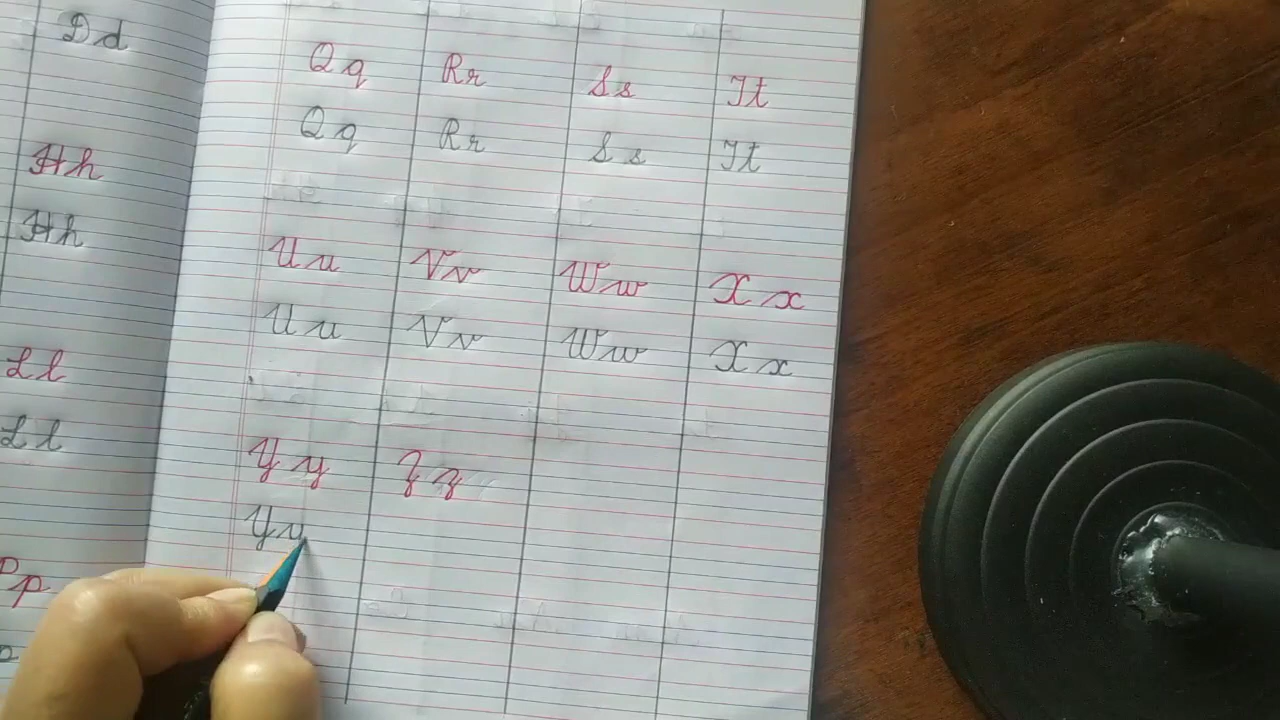 Dd
Hh
Hh
Ll
Ll
Pp
Qq Rr Ss Tt
Qq Rr Ss Tt
Uu Vv Ww Xx
Uu Vv Ww Xx
Yy Zz
Yy